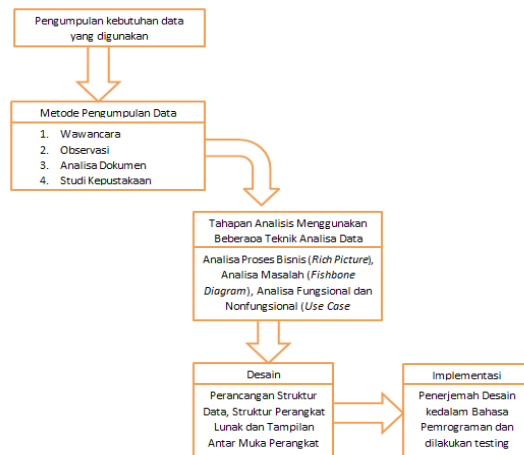 Pengumpulan kebutuhan data
yang digunakan
Metode Pengumpulan Data
1. Wawancara
2. Observasi
3. Analisa Dokumen
4. Studi Kepustakaan
Tahapan Analisis Menggunakan
Beberapa Teknik Analisa Data
Analisa Proses Bisnis (Rich Picture),
Analisa Masalah (Fishbone
Diagram), Analisa Fungsional dan
Nonfungsional (Use Case
Desain
Perancangan Struktur
Data, Struktur Perangkat
Lunak dan Tampilan
Antar Muka Perangkat
Implementasi
Penerjemah Desain
kedalam Bahasa
Pemrograman dan
dilakukan testing